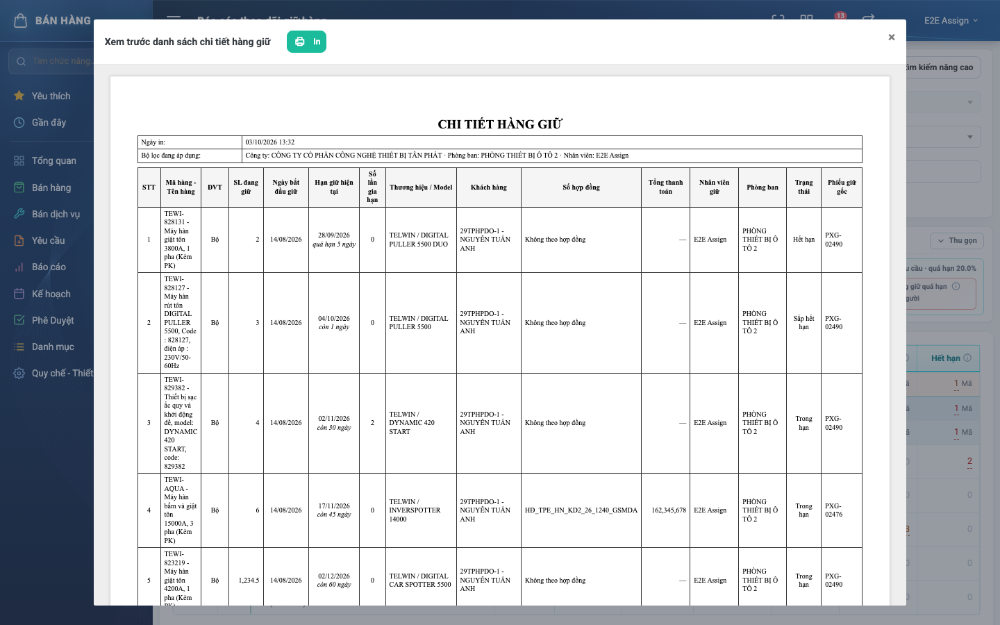 BÁN HÀNG
13
E2E Assign
Tìm chức năng
Yêu thích
Gần đây
Tổng quan
Bán hàng
Bán dịch vụ
Yêu cầu
Báo cáo
Kế hoạch
Phê Duyệt
Danh mục
Quy chế - Thiết
Xem trước danh sách chi tiết hàng giữ
In
×
CHI TIẾT HÀNG GIỮ
Ngày in: 03/10/2026 13:32
Bộ lọc đang áp dụng: Công ty: CÔNG TY CỔ PHẦN CÔNG NGHỆ THIẾT BỊ TÂN PHÁT · Phòng ban: PHÒNG THIẾT BỊ Ô TÔ 2 · Nhân viên: E2E Assign
STT
Mã hàng -
Tên hàng
ĐVT
SL đang
giữ
Ngày bắt
đầu giữ
Hạn giữ hiện
tại
Số
lần
gia
hạn
Thương hiệu / Model
Khách hàng
Số hợp đồng
Tổng thanh
toán
Nhân viên
giữ
Phòng ban
Trạng
thái
Phiếu giữ
gốc
1
TEWI-
828131 -
Máy hàn
giật tôn
3800A, 1
pha (Kèm
PK)
Bộ
2
14/08/2026
28/09/2026
quá hạn 5 ngày
0
TELWIN / DIGITAL
PULLER 5500 DUO
29TPHPDO-1 -
NGUYỄN TUẤN
ANH
Không theo hợp đồng
—
E2E Assign
PHÒNG
THIẾT BỊ Ô
TÔ 2
Hết hạn
PXG-
02490
2
TEWI-
828127 -
Máy hàn
rút tôn
DIGITAL
PULLER
5500, Code
: 828127,
điện áp :
230V/50-
60Hz
Bộ
3
14/08/2026
04/10/2026
còn 1 ngày
0
TELWIN / DIGITAL
PULLER 5500
29TPHPDO-1 -
NGUYỄN TUẤN
ANH
Không theo hợp đồng
—
E2E Assign
PHÒNG
THIẾT BỊ Ô
TÔ 2
Sắp hết
hạn
PXG-
02490
3
TEWI-
829382 -
Thiết bị sạc
ắc quy và
khởi động
đề, model:
DYNAMIC
420
START,
code:
829382
Bộ
4
14/08/2026
02/11/2026
còn 30 ngày
2
TELWIN /
DYNAMIC 420
START
29TPHPDO-1 -
NGUYỄN TUẤN
ANH
Không theo hợp đồng
—
E2E Assign
PHÒNG
THIẾT BỊ Ô
TÔ 2
Trong
hạn
PXG-
02490
4
TEWI-
AQUA -
Máy hàn
bấm và giật
tôn
15000A, 3
pha (Kèm
PK)
Bộ
6
14/08/2026
17/11/2026
còn 45 ngày
0
TELWIN /
INVERSPOTTER
14000
29TPHPDO-1 -
NGUYỄN TUẤN
ANH
HĐ_TPE_HN_KD2_26_1240_GSMDA
162,345,678
E2E Assign
PHÒNG
THIẾT BỊ Ô
TÔ 2
Trong
hạn
PXG-
02476
5
TEWI-
823219 -
Máy hàn
giật tôn
4200A, 1
pha (Kèm
Bộ
1,234.5
14/08/2026
02/12/2026
còn 60 ngày
0
TELWIN / DIGITAL
CAR SPOTTER 5500
29TPHPDO-1 -
NGUYỄN TUẤN
ANH
Không theo hợp đồng
—
E2E Assign
PHÒNG
THIẾT BỊ Ô
TÔ 2
Trong
hạn
PXG-
02490
tìm kiếm nâng cao
Thu gọn
cầu · quá hạn 20.0%
giữ quá hạn
người
Hết hạn
1 Mã
1 Mã
1 Mã
2
0
0
0
0